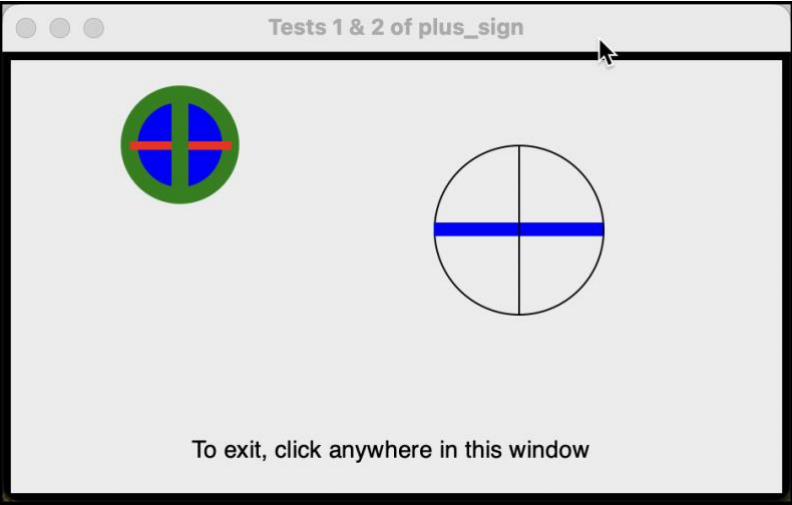 Tests 1 & 2 of plus_sign
To exit, click anywhere in this window